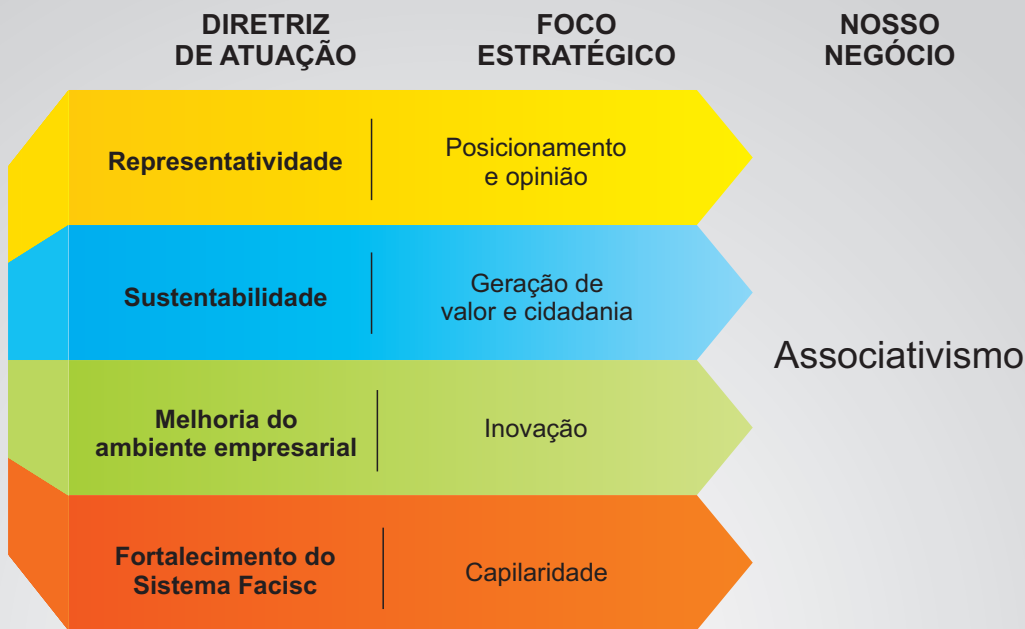 DIRETRIZ
DE ATUAÇÃO
FOCO
ESTRATÉGICO
NOSSO
NEGÓCIO
Representatividade
Posicionamento
e opinião
Sustentabilidade
Geração de
valor e cidadania
Melhoria do
ambiente empresarial
Inovação
Fortalecimento do
Sistema Facisc
Capilaridade
Associativismo